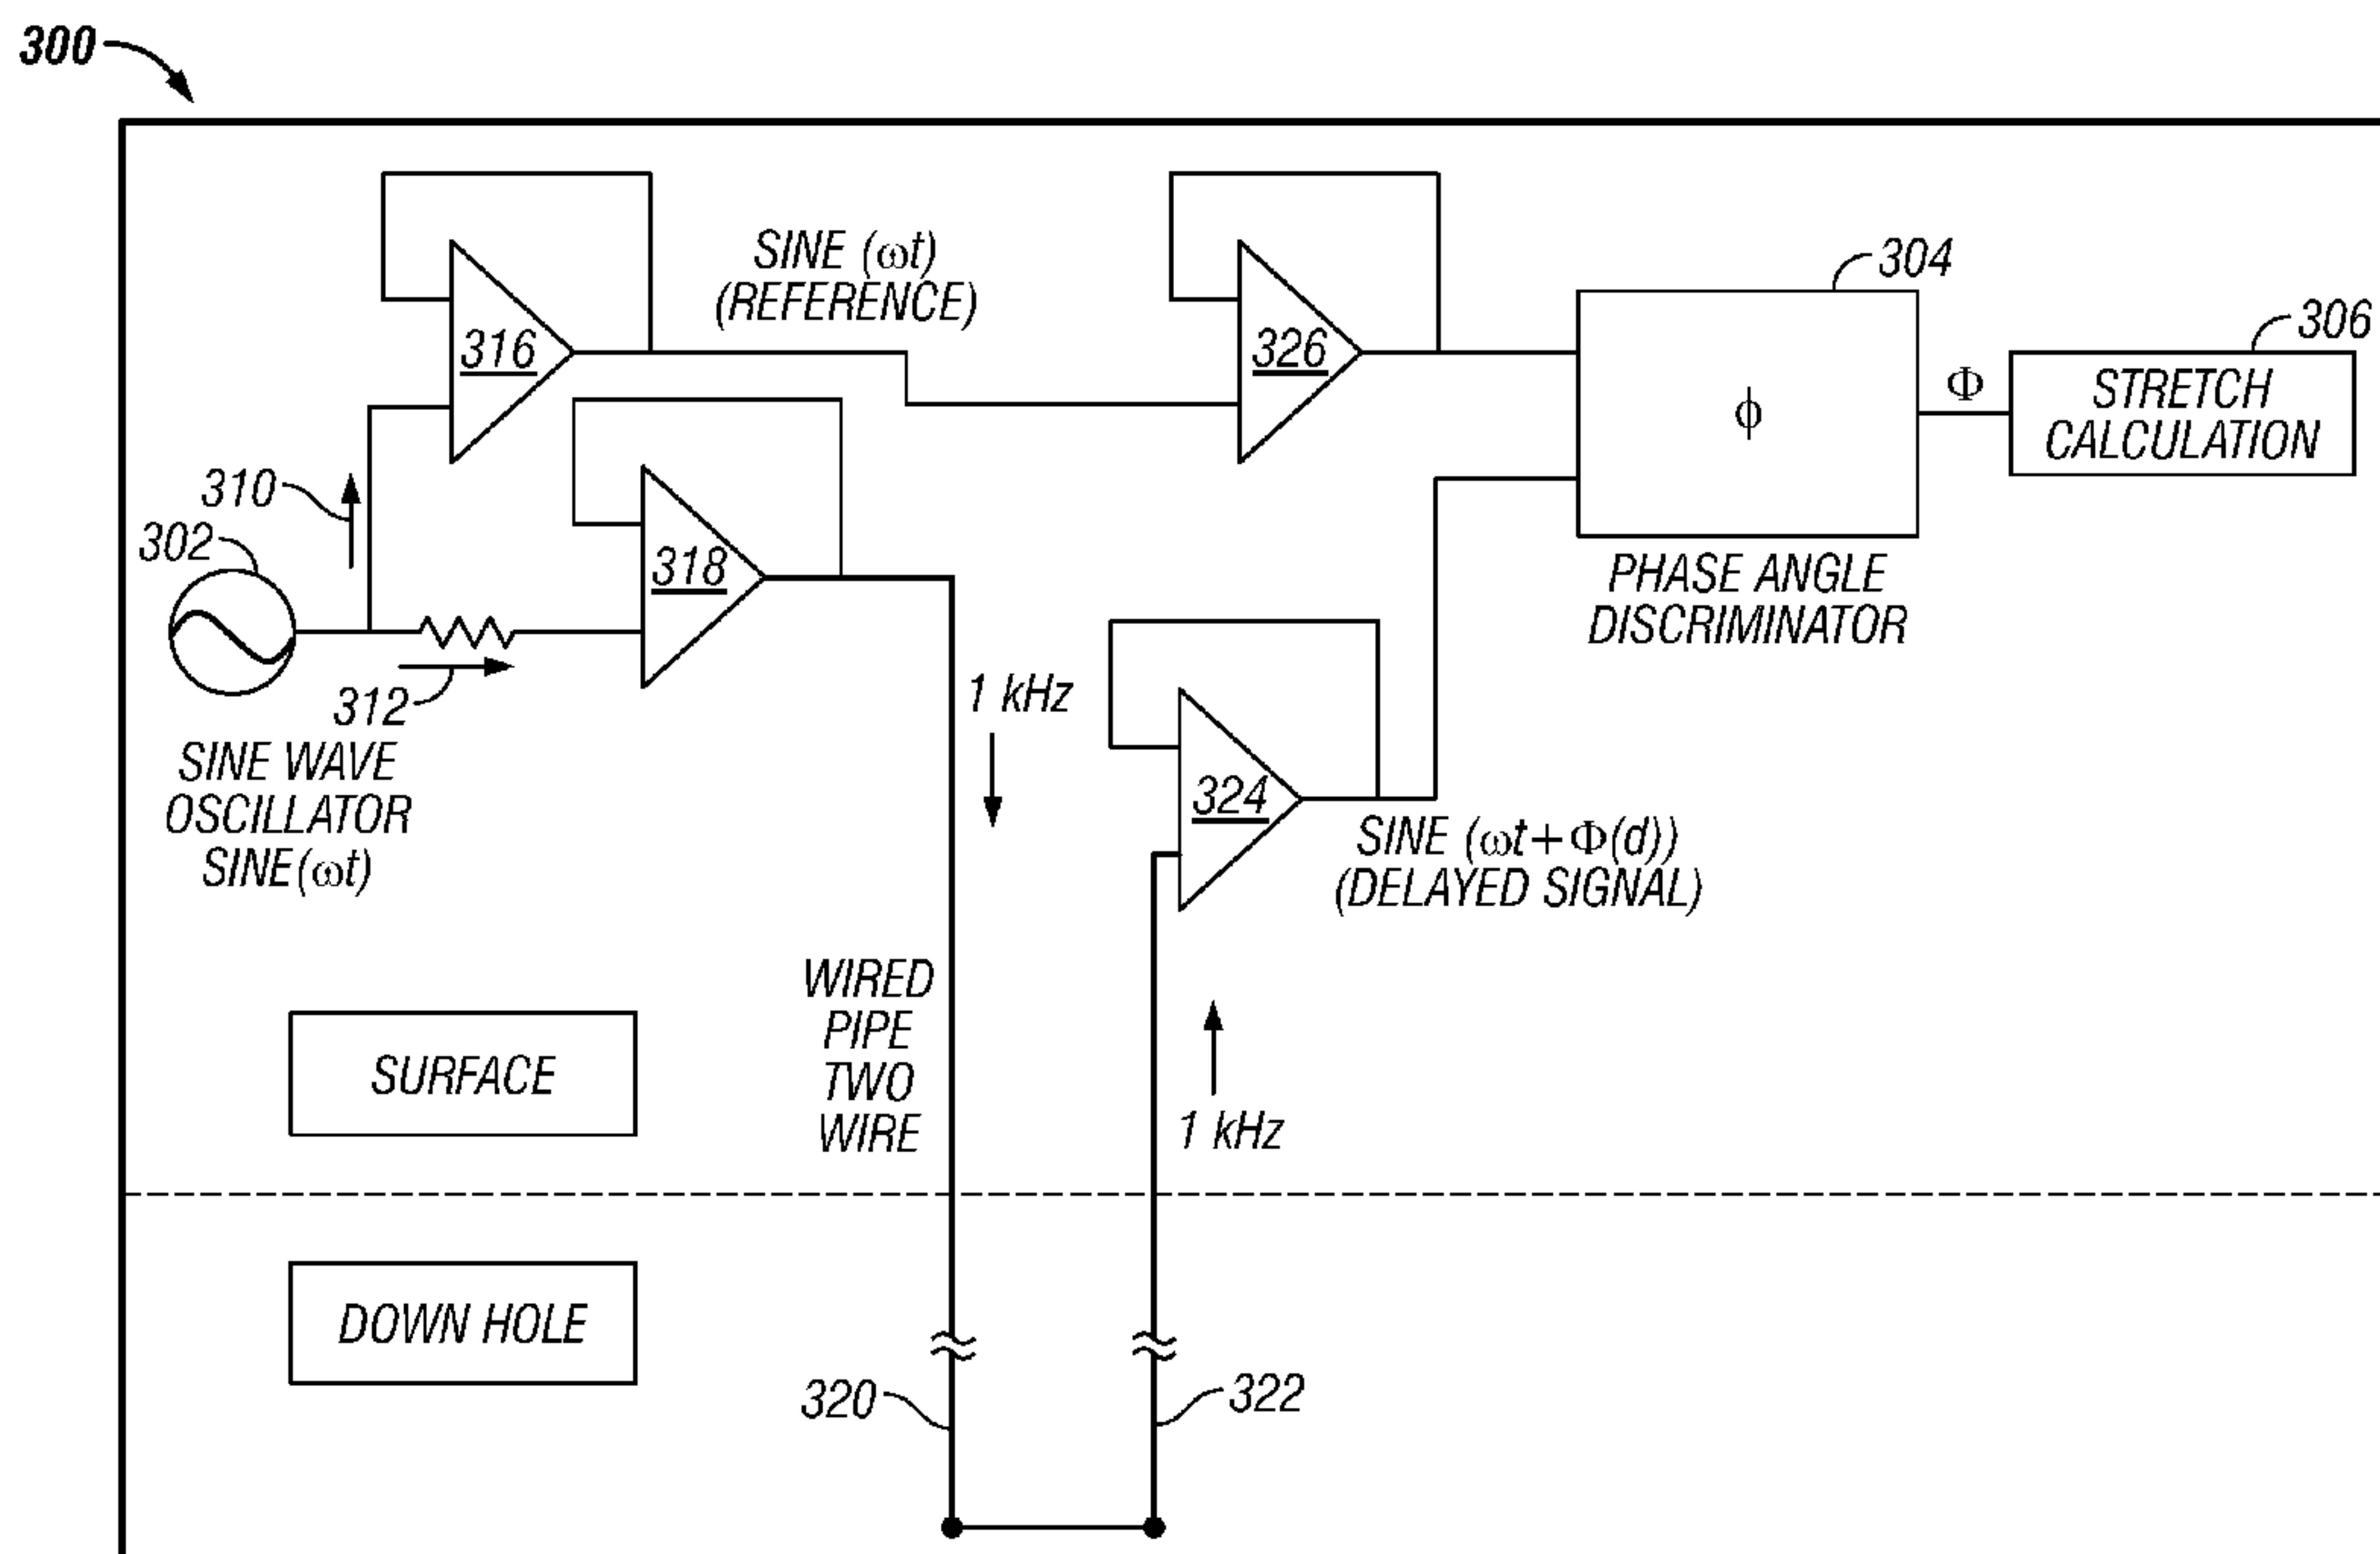 300
SINE (ωt)
(REFERENCE)
304
306
316
326
ϕ
Φ
STRETCH
CALCULATION
310
302
318
PHASE ANGLE
DISCRIMINATOR
312
1 kHz
SINE WAVE
OSCILLATOR
SINE(ωt)
324
SINE (ωt+Φ(d))
(DELAYED SIGNAL)
WIRED
PIPE
TWO
WIRE
SURFACE
1 kHz
DOWN HOLE
320
322